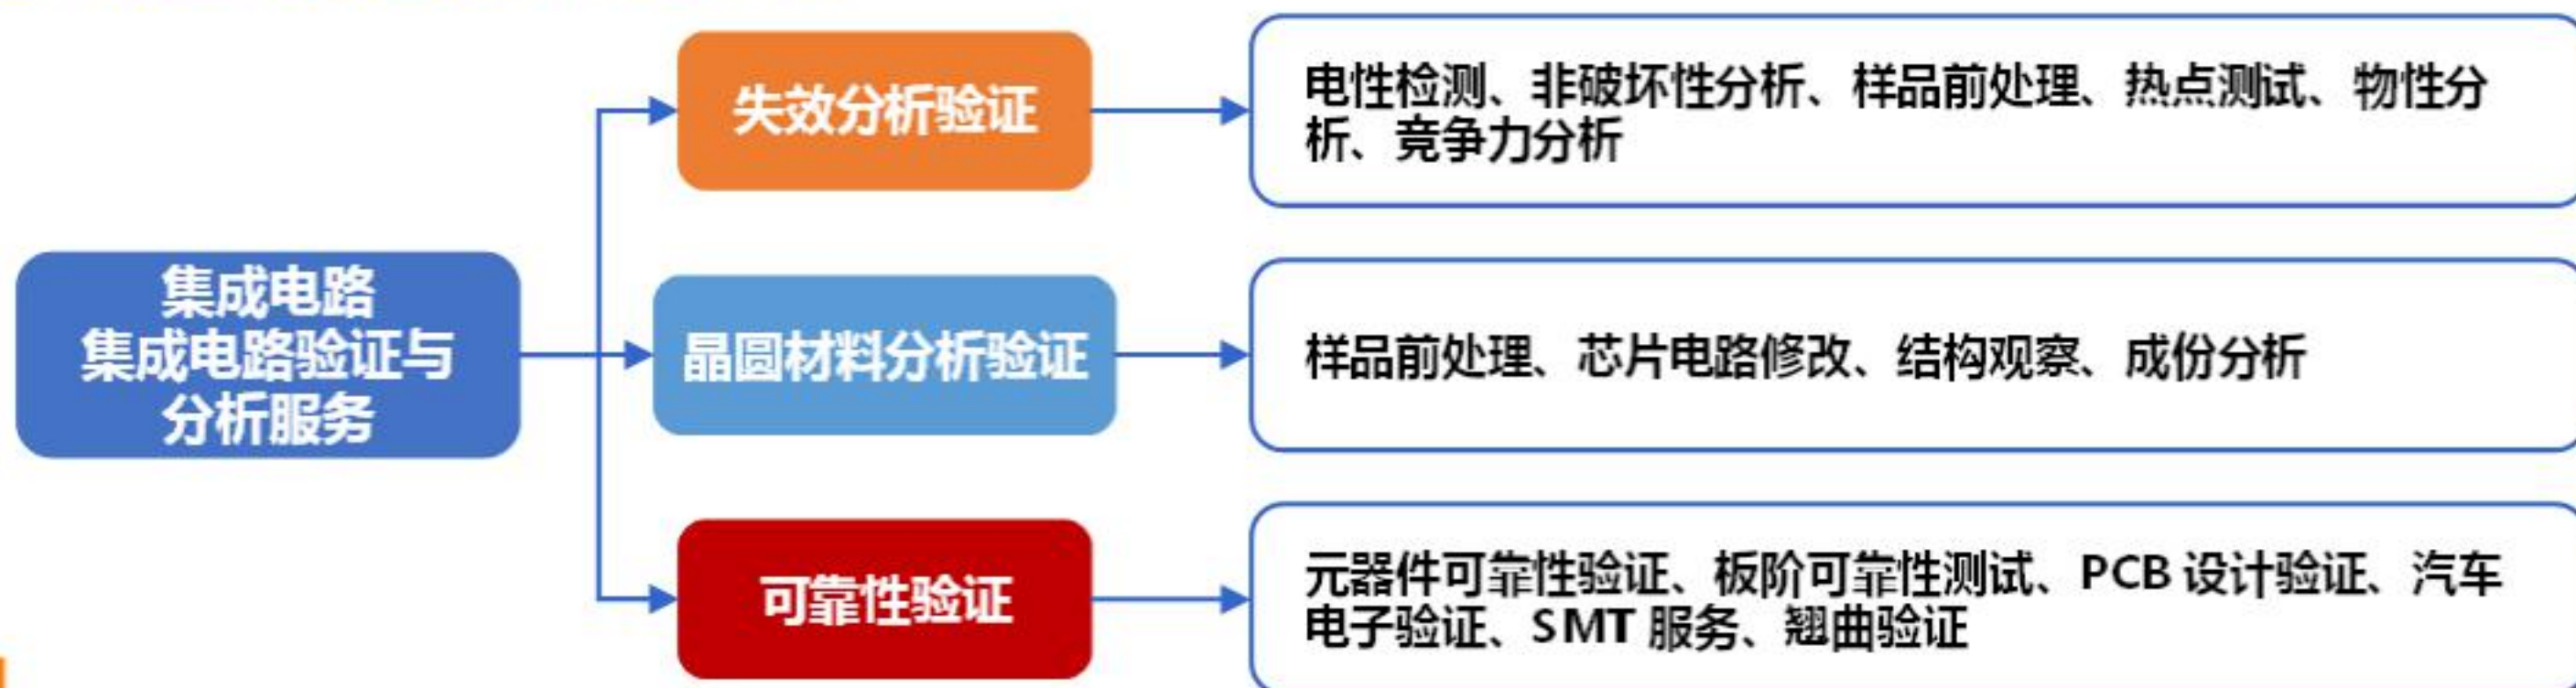 失效分析验证
电性检测、非破坏性分析、样品前处理、热点测试、物性分
析、竞争力分析
集成电路
集成电路验证与
分析服务
晶圆材料分析验证
样品前处理、芯片电路修改、结构观察、成份分析
可靠性验证
元器件可靠性验证、板阶可靠性测试、PCB 设计验证、汽车
电子验证、SMT 服务、翘曲验证